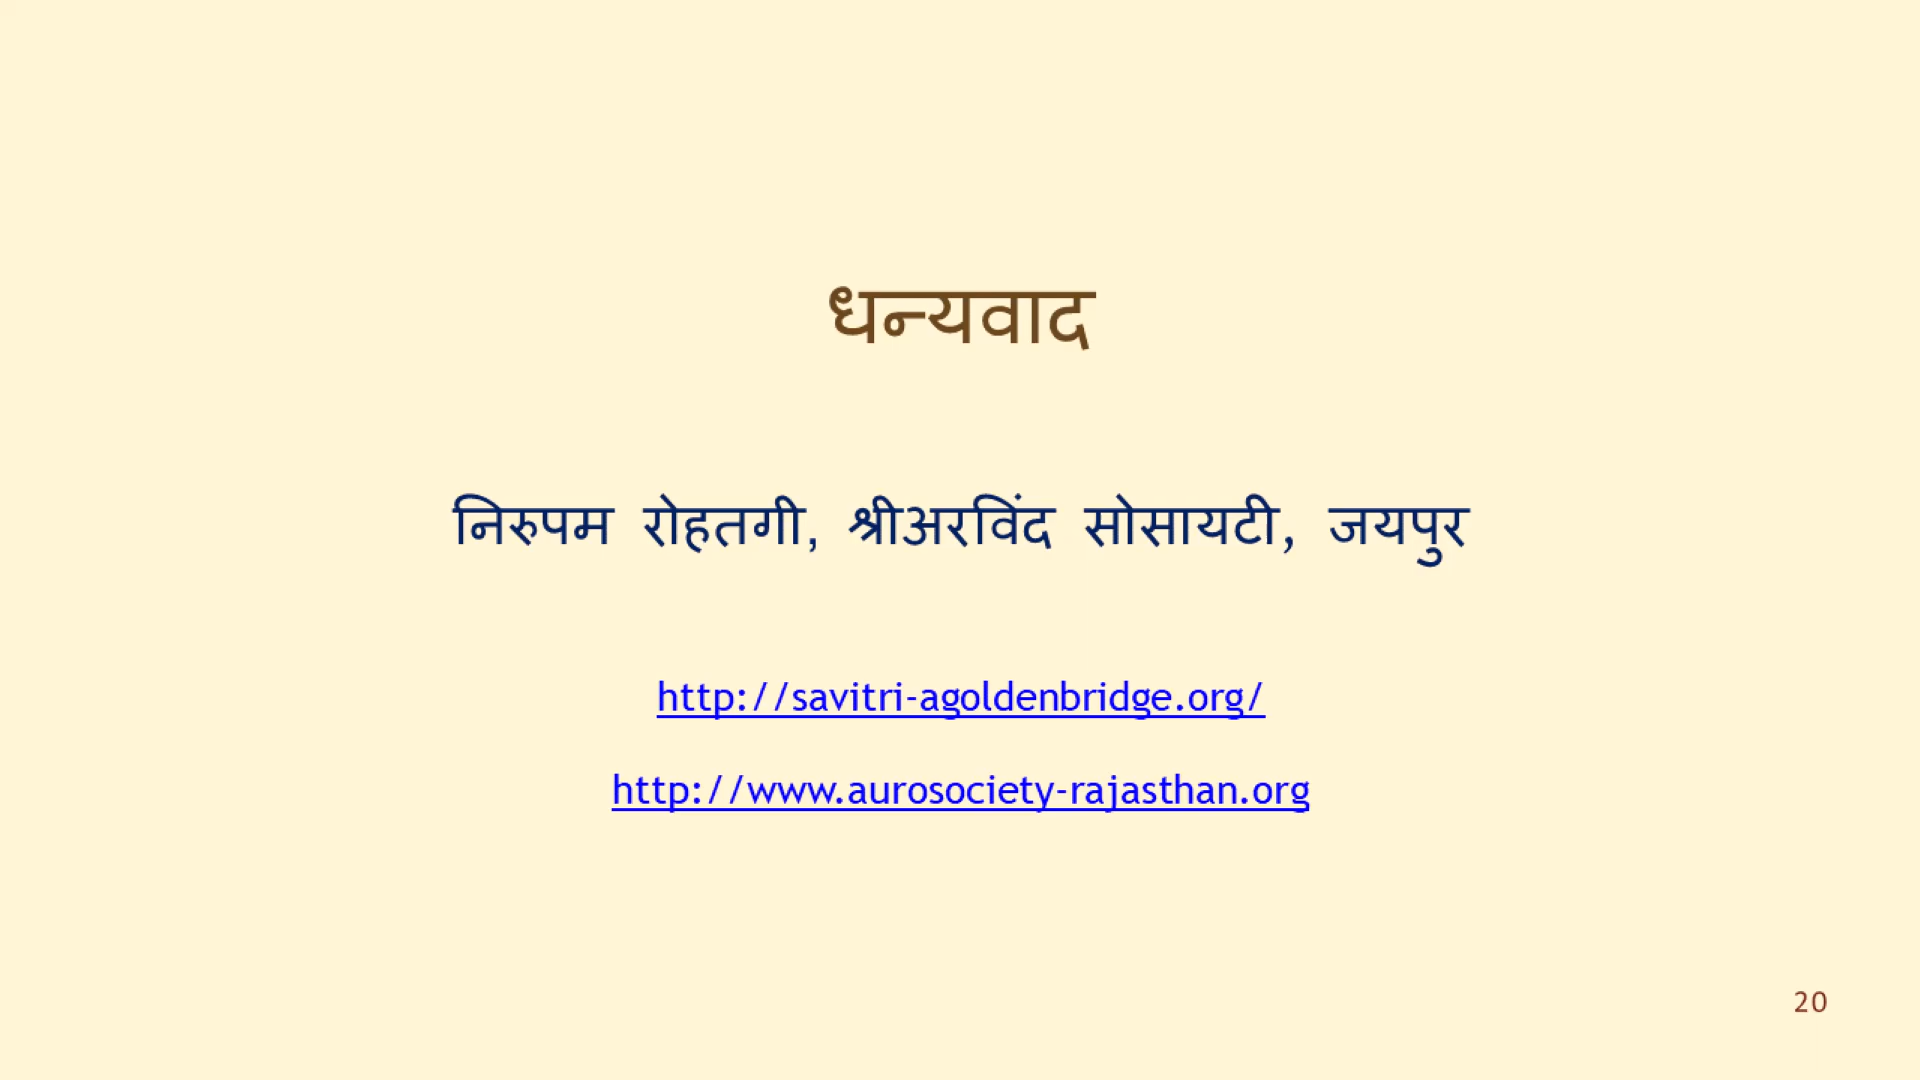 धन्यवाद
निरुपम रोहतगी, श्रीअरविंद सोसायटी, जयपुर
http://savitri-agoldenbridge.org/
http://www.aurosociety-rajasthan.org
20